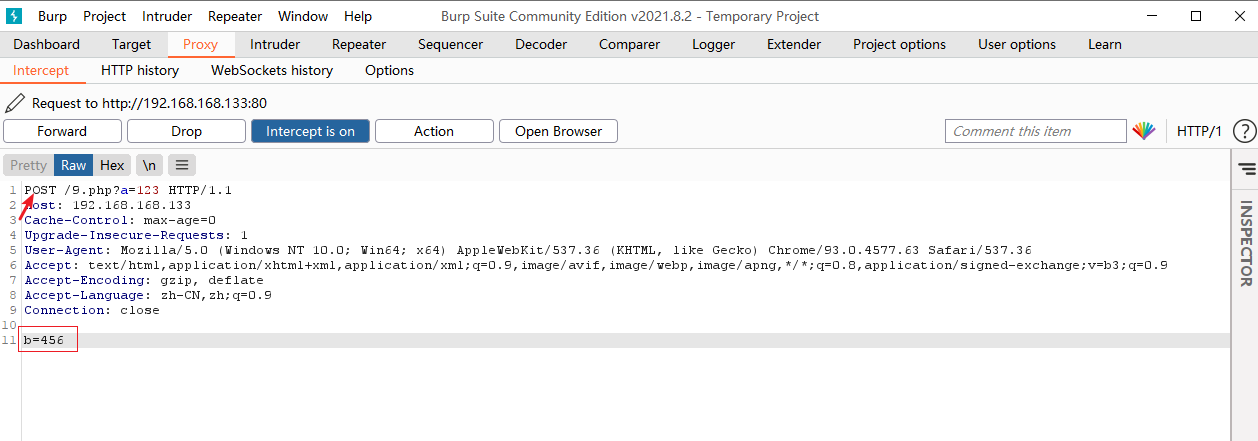 Burp Project Intruder Repeater Window Help Burp Suite Community Edition v2021.8.2 - Temporary Project
Dashboard Target Proxy Intruder Repeater Sequencer Decoder Comparer Logger Extender Project options User options Learn
Intercept HTTP history WebSockets history Options
Request to http://192.168.168.133:80
Forward Drop Intercept is on Action Open Browser Comment this item HTTP/1 ?
Pretty Raw Hex \n
1 POST /9.php?a=123 HTTP/1.1
2 Host: 192.168.168.133
3 Cache-Control: max-age=0
4 Upgrade-Insecure-Requests: 1
5 User-Agent: Mozilla/5.0 (Windows NT 10.0; Win64; x64) AppleWebKit/537.36 (KHTML, like Gecko) Chrome/93.0.4577.63 Safari/537.36
6 Accept: text/html,application/xhtml+xml,application/xml;q=0.9,image/avif,image/webp,image/apng,*/*;q=0.8,application/signed-exchange;v=b3;q=0.9
7 Accept-Encoding: gzip, deflate
8 Accept-Language: zh-CN,zh;q=0.9
9 Connection: close
10
11 b=456
INSPECTOR